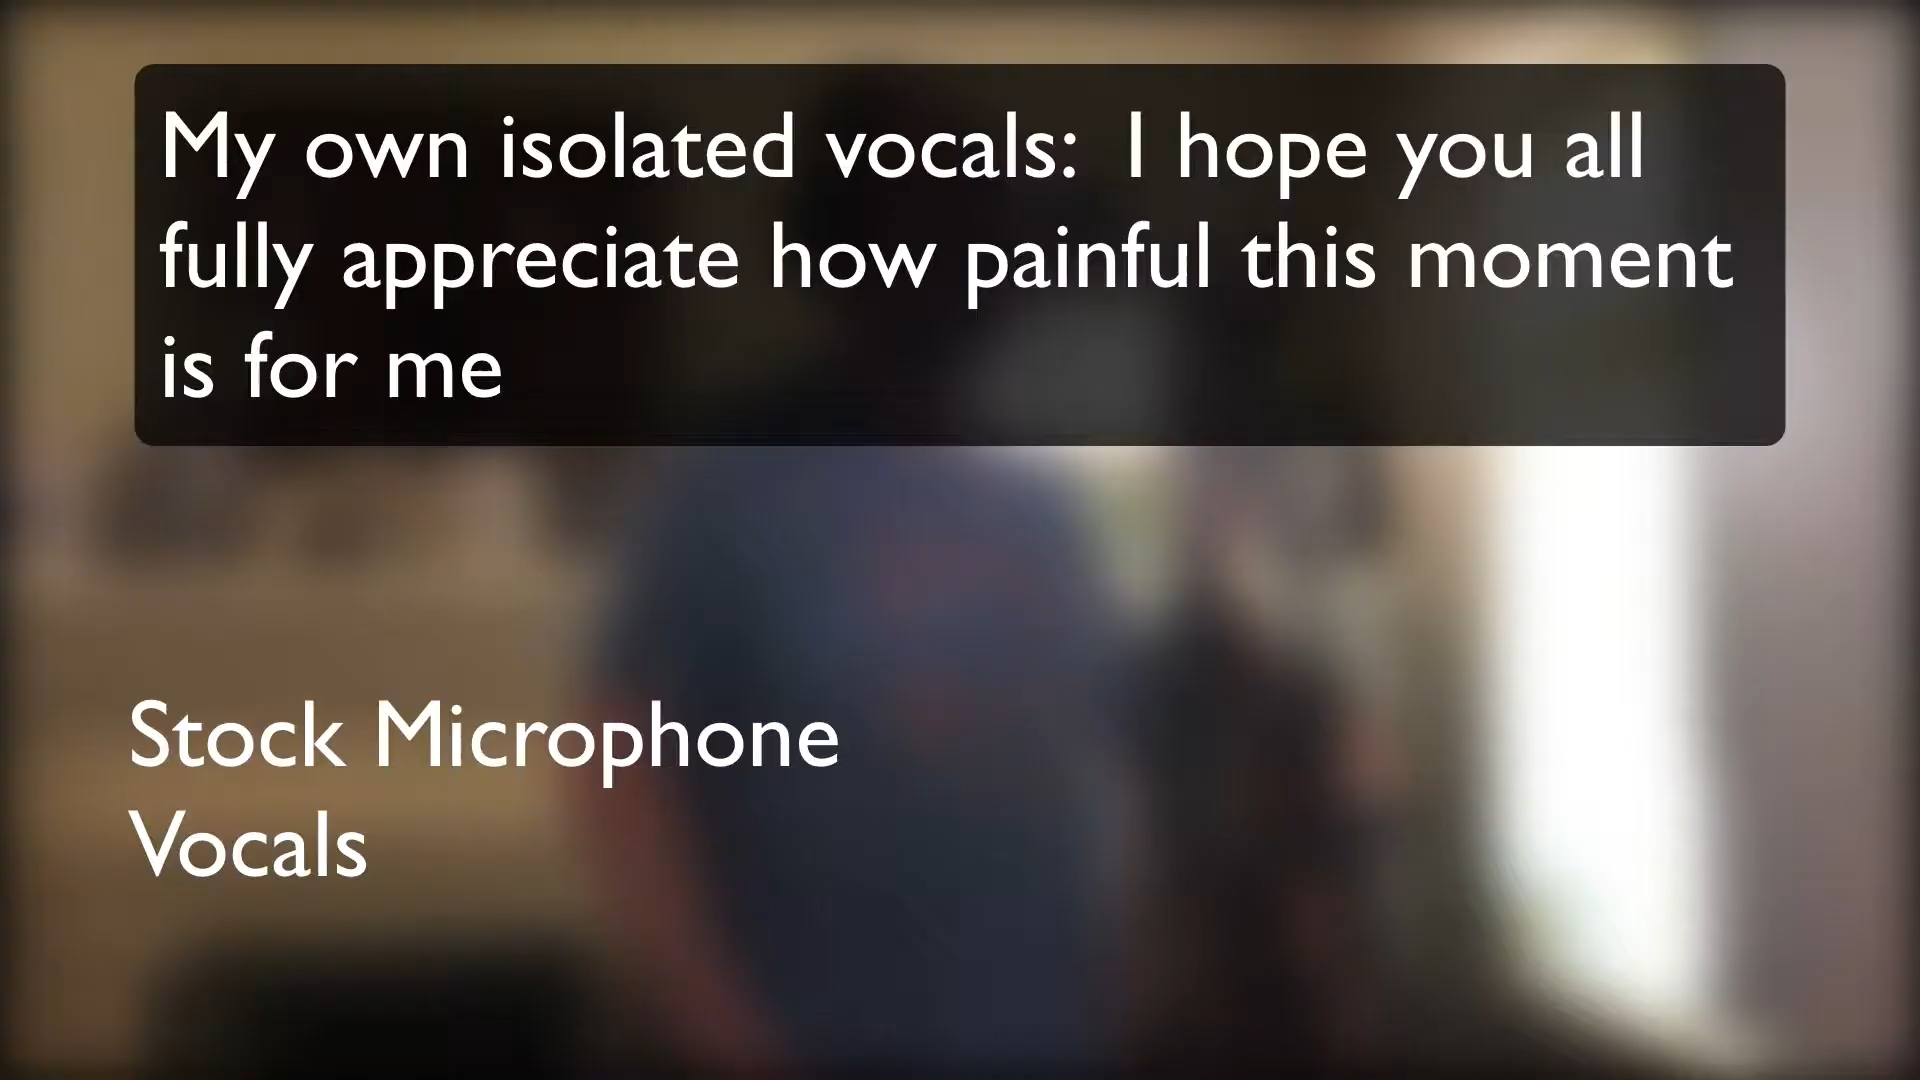 My own isolated vocals:  I hope you all
fully appreciate how painful this moment
is for me
Stock Microphone
Vocals